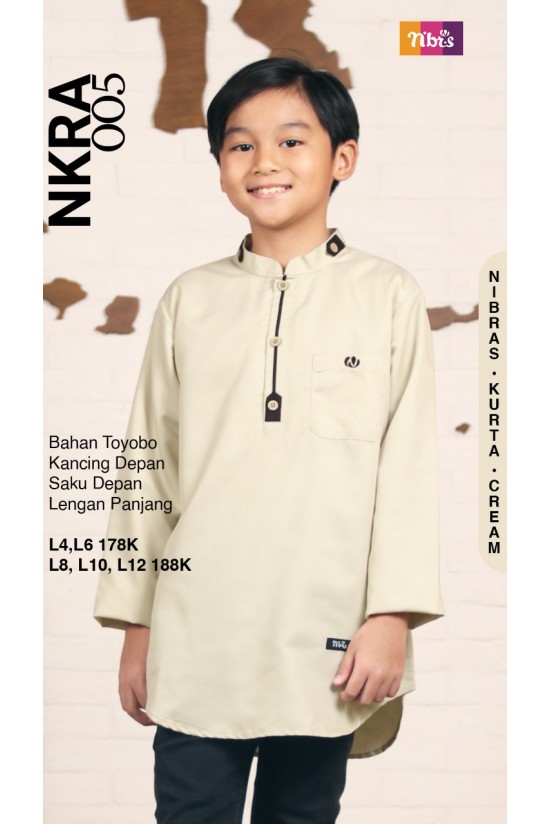 Nibras
NKRA
005
NIBRAS • KURTA • CREAM
Bahan Toyobo
Kancing Depan
Saku Depan
Lengan Panjang
L4,L6 178K
L8, L10, L12 188K
Nibras